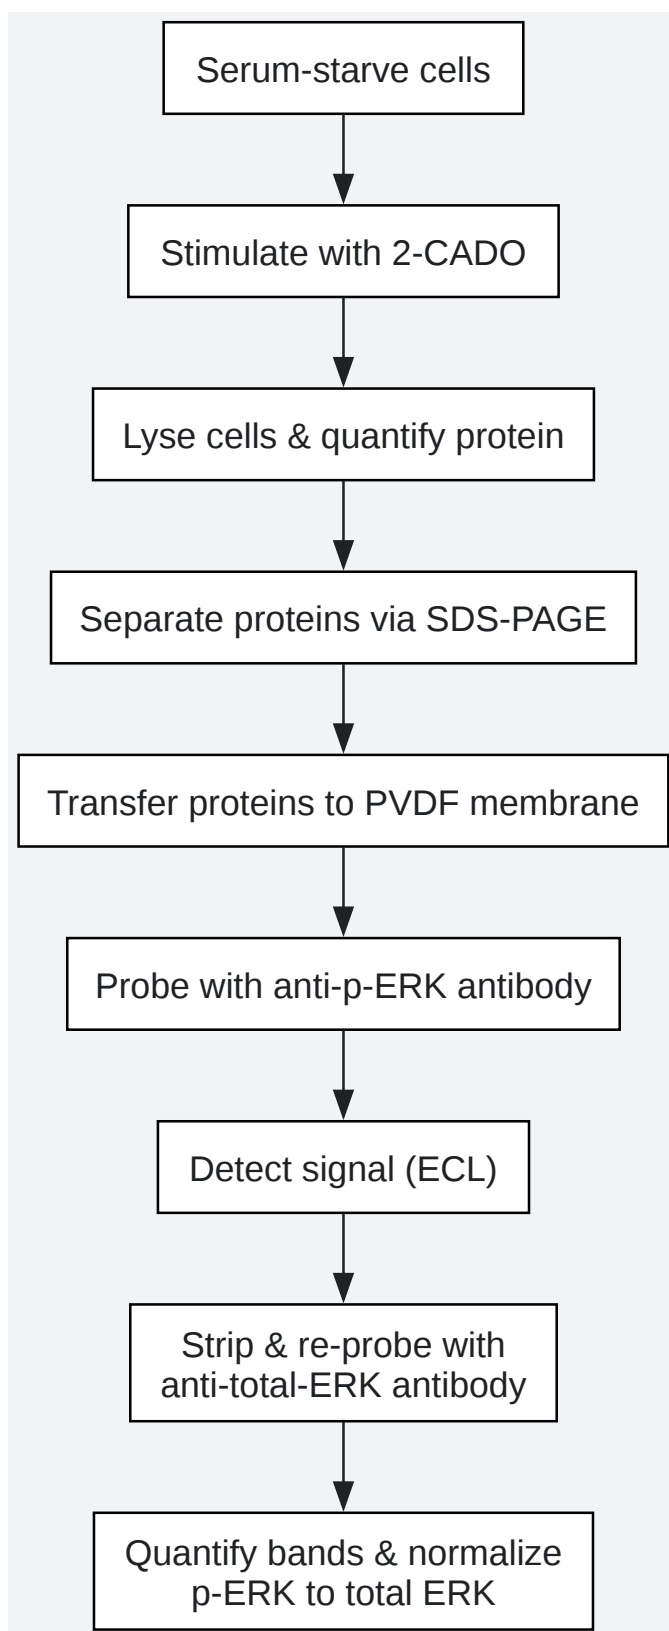 Serum-starve cells
Stimulate with 2-CADO
Lyse cells & quantify protein
Separate proteins via SDS-PAGE
Transfer proteins to PVDF membrane
Probe with anti-p-ERK antibody
Detect signal (ECL)
Strip & re-probe with
anti-total-ERK antibody
Quantify bands & normalize
p-ERK to total ERK